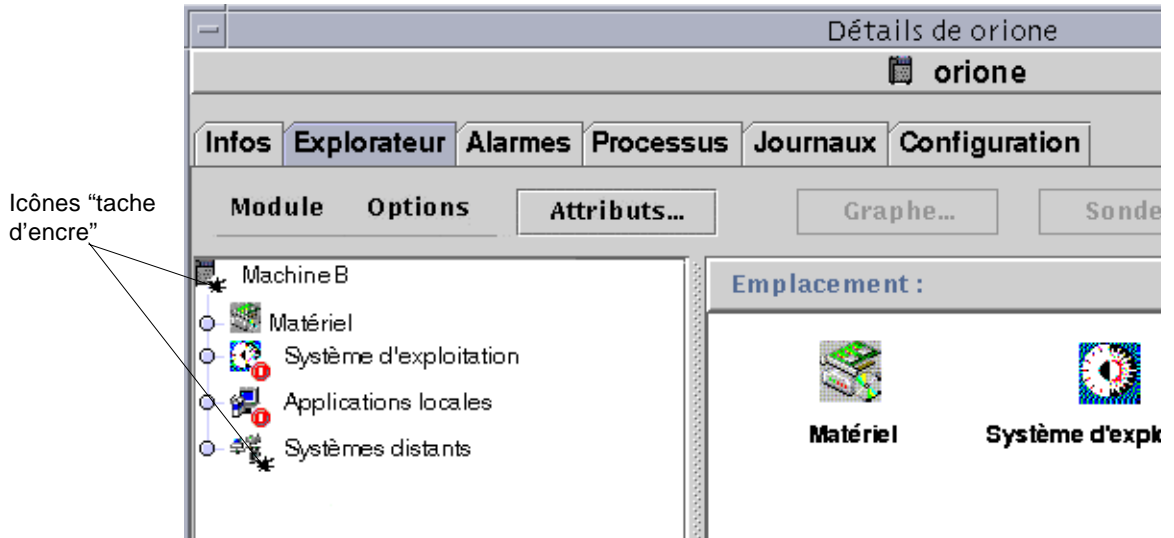 Détails de orione
orione
Infos Explorateur Alarmes Processus Journaux Configuration
Module Options Attributs... Graphe... Sonde
Icônes “tache
d'encre”
Machine B
Matériel
Système d'exploitation
Applications locales
Systèmes distants
Emplacement :
Matériel Système d'explo